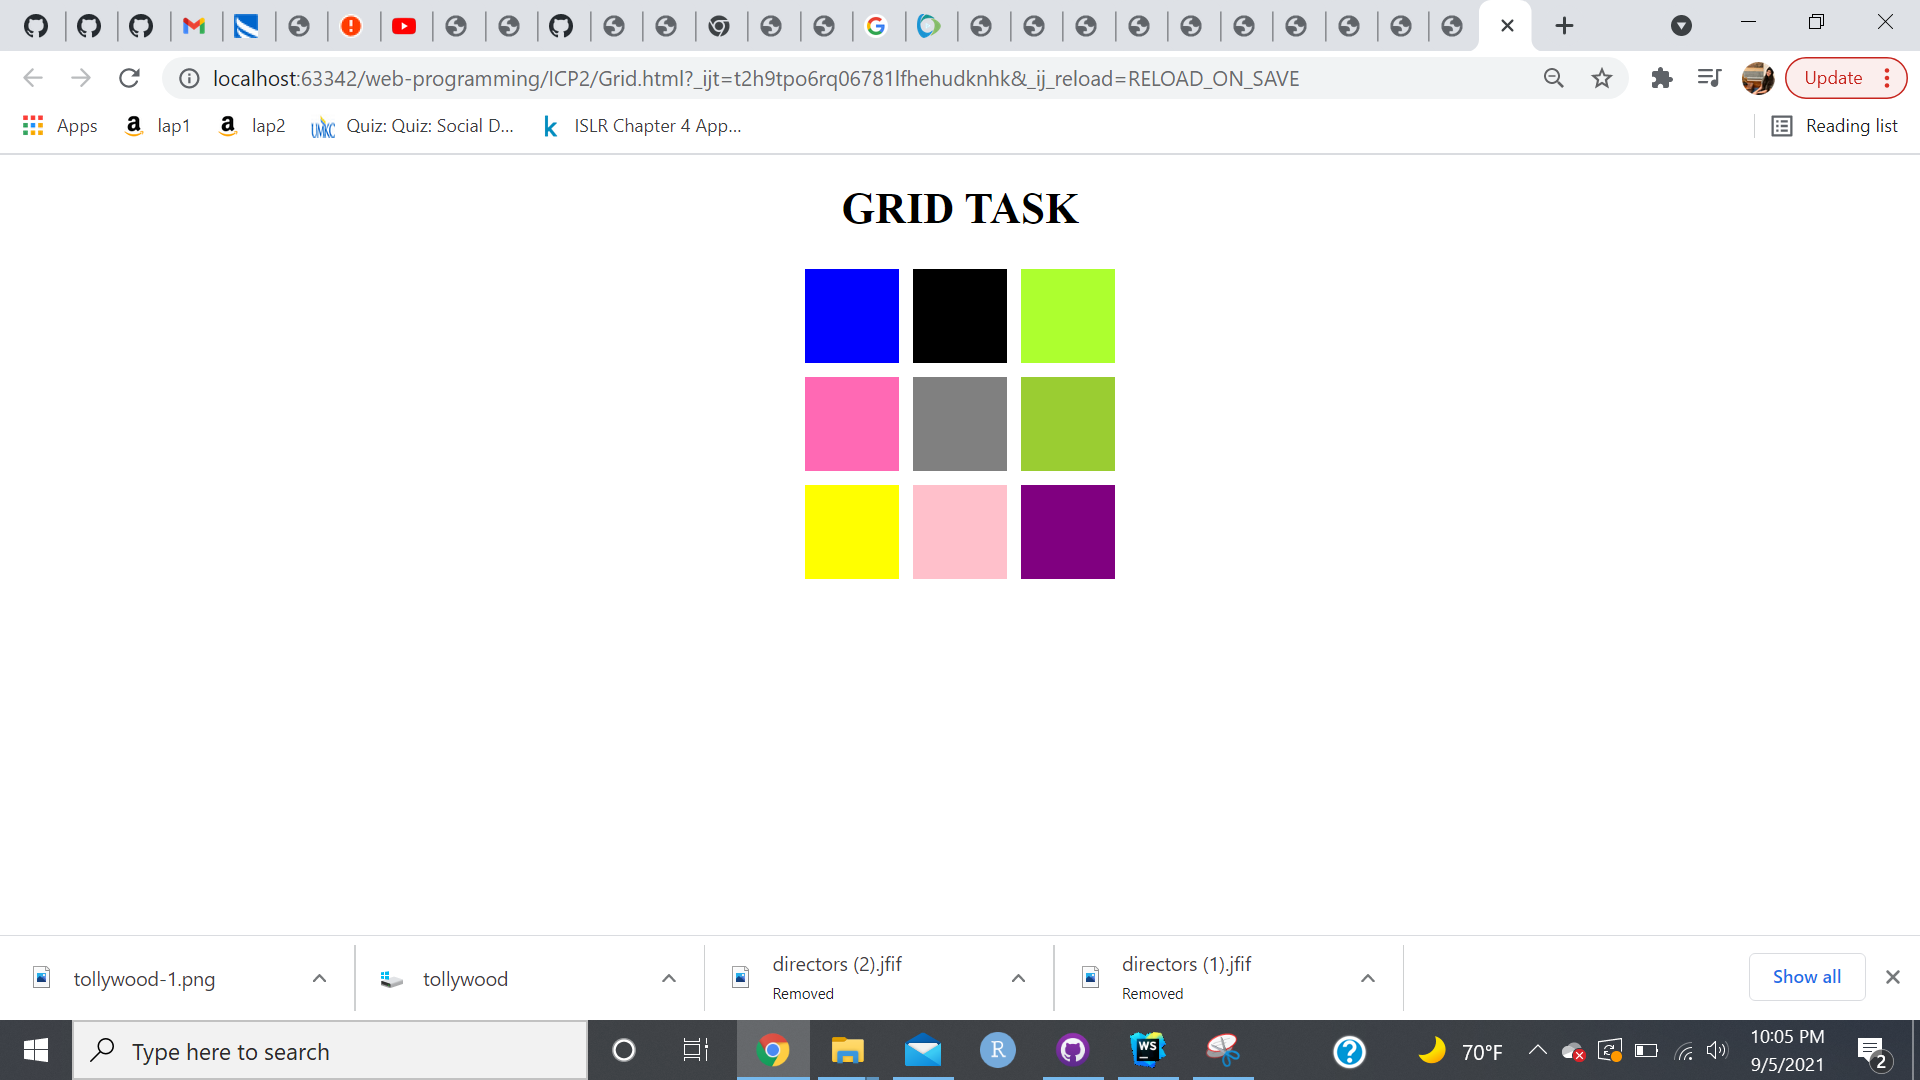 localhost:63342/web-programming/ICP2/Grid.html?_ijt=t2h9tpo6rq06781lfhehudknhk&_ij_reload=RELOAD_ON_SAVE
Update
Apps
a lap1
a lap2
UMKC Quiz: Quiz: Social D...
k ISLR Chapter 4 App...
Reading list
GRID TASK
tollywood-1.png
tollywood
directors (2).jfif
Removed
directors (1).jfif
Removed
Show all
Type here to search
R
WS
?
70°F
10:05 PM
9/5/2021
2